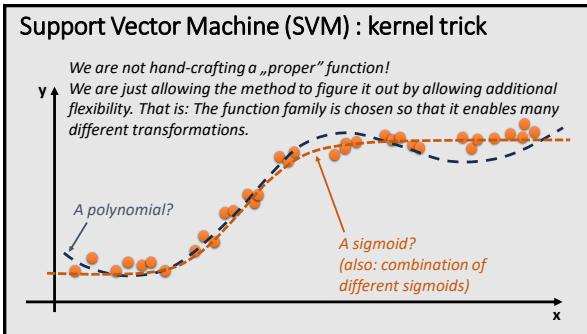 Support Vector Machine (SVM) : kernel trick
We are not hand-crafting a „proper” function!
We are just allowing the method to figure it out by allowing additional
flexibility. That is: The function family is chosen so that it enables many
different transformations.
y
A polynomial?
A sigmoid?
(also: combination of
different sigmoids)
x